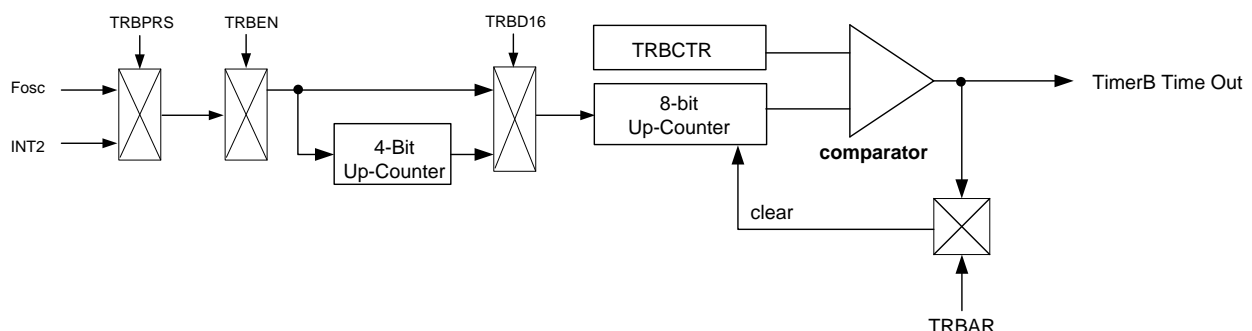 TRBPRS
TRBEN
TRBD16
TRBCTR
Fosc
INT2
4-Bit
Up-Counter
8-bit
Up-Counter
comparator
TimerB Time Out
clear
TRBAR